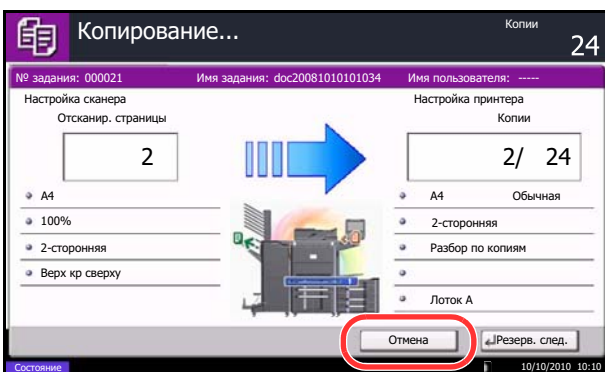 Копирование...
Копии
24
№ задания: 000021 Имя задания: doc20081010101034 Имя пользователя: -----
Настройка сканера Настройка принтера
Отсканир. страницы Копии
2 2/ 24
A4 A4 Обычная
100% 2-сторонняя
2-сторонняя Разбор по копиям
Верх кр сверху
Лоток A
Отмена Резерв. след.
Состояние 10/10/2010 10:10